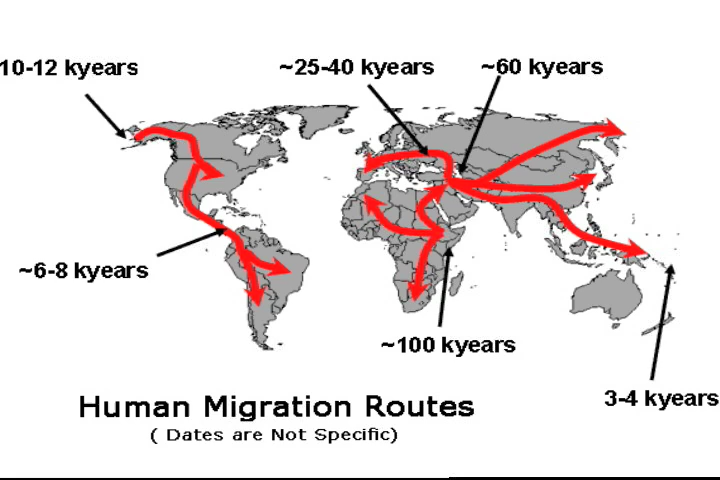 10-12 kyears
~25-40 kyears
~60 kyears
~6-8 kyears
~100 kyears
3-4 kyears
Human Migration Routes
( Dates are Not Specific)